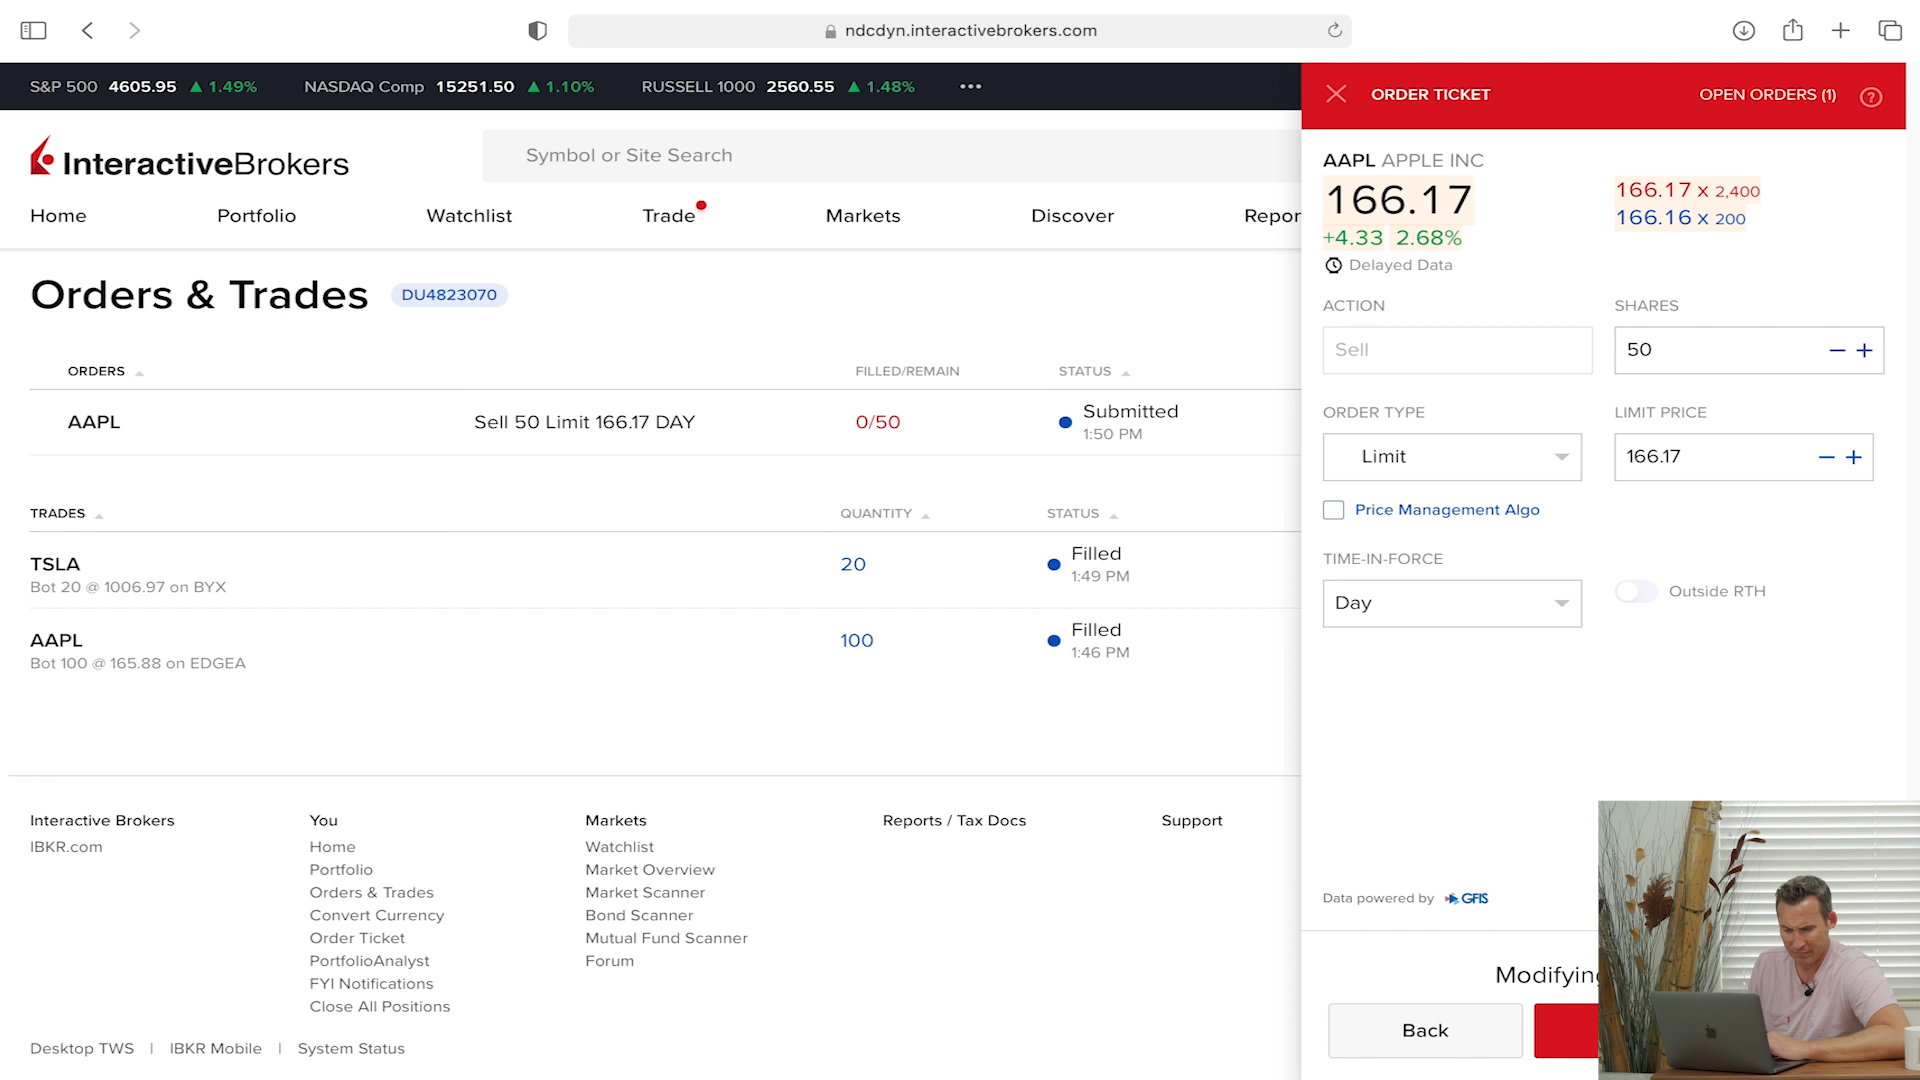 ndcdyn.interactivebrokers.com
S&P 500 4605.95 ▲ 1.49% NASDAQ Comp 15251.50 ▲ 1.10% RUSSELL 1000 2560.55 ▲ 1.48% •••
ORDER TICKET OPEN ORDERS (1) ?
InteractiveBrokers
Symbol or Site Search
Home Portfolio Watchlist Trade Markets Discover Repor
Orders & Trades DU4823070
ORDERS FILLED/REMAIN STATUS
AAPL Sell 50 Limit 166.17 DAY 0/50 Submitted
1:50 PM
TRADES QUANTITY STATUS
TSLA 20 Filled
Bot 20 @ 1006.97 on BYX 1:49 PM
AAPL 100 Filled
Bot 100 @ 165.88 on EDGEA 1:46 PM
AAPL APPLE INC
166.17 166.17 x 2,400
166.16 x 200
+4.33 2.68%
Delayed Data
ACTION SHARES
Sell 50
ORDER TYPE LIMIT PRICE
Limit 166.17
Price Management Algo
TIME-IN-FORCE
Day Outside RTH
Data powered by GFIS
Modifying
Back
Interactive Brokers
IBKR.com
You
Home
Portfolio
Orders & Trades
Convert Currency
Order Ticket
PortfolioAnalyst
FYI Notifications
Close All Positions
Markets
Watchlist
Market Overview
Market Scanner
Bond Scanner
Mutual Fund Scanner
Forum
Reports / Tax Docs
Support
Desktop TWS | IBKR Mobile | System Status